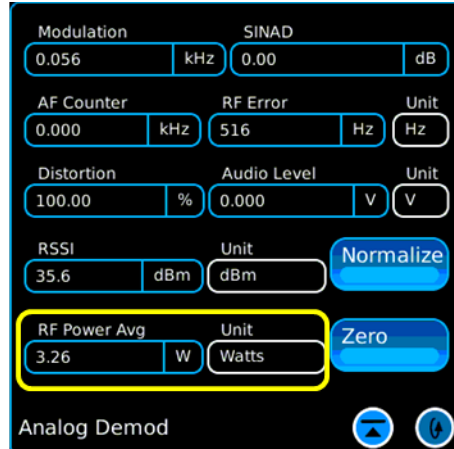 Modulation SINAD
0.056 kHz 0.00 dB
AF Counter RF Error Unit
0.000 kHz 516 Hz Hz
Distortion Audio Level Unit
100.00 % 0.000 V V
RSSI Unit
35.6 dBm dBm Normalize
RF Power Avg Unit
3.26 W Watts Zero
Analog Demod